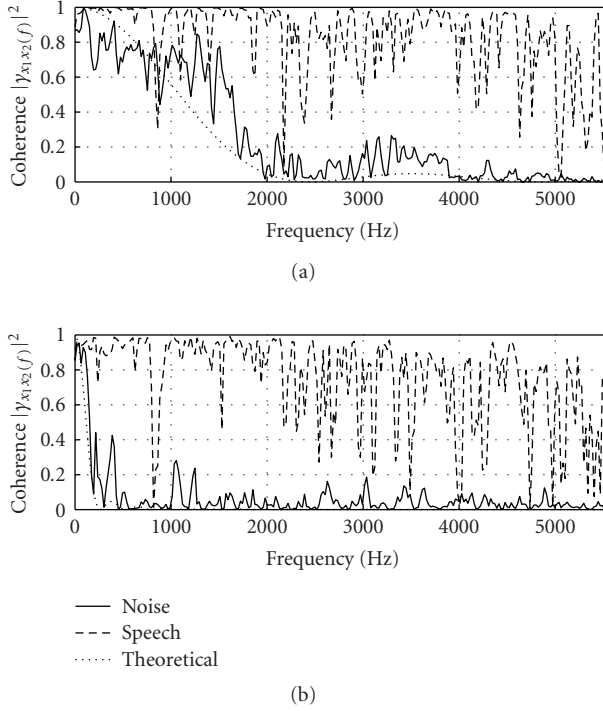 1
0.8
0.6
0.4
0.2
0
Coherence |γx1x2(f)|²
0 1000 2000 3000 4000 5000
Frequency (Hz)
(a)
1
0.8
0.6
0.4
0.2
0
Coherence |γx1x2(f)|²
0 1000 2000 3000 4000 5000
Frequency (Hz)
Noise
Speech
Theoretical
(b)